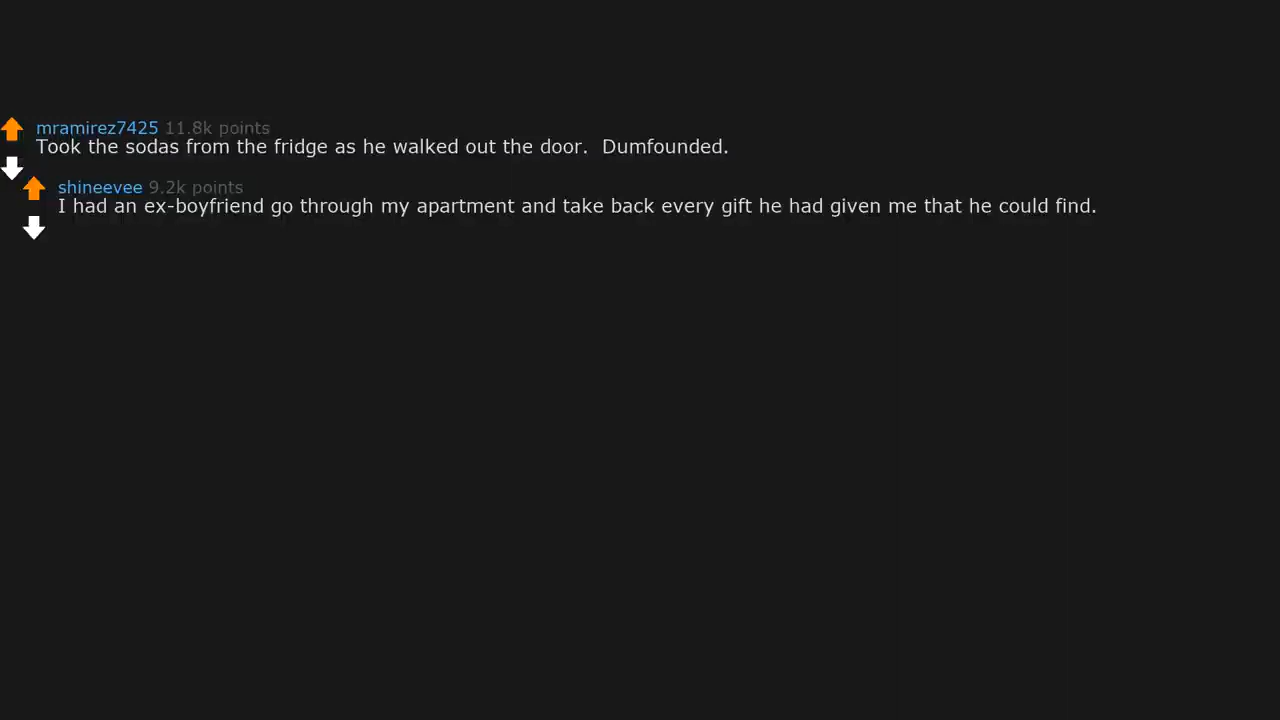 mramirez7425 11.8k points
Took the sodas from the fridge as he walked out the door.  Dumfounded.
shineevee 9.2k points
I had an ex-boyfriend go through my apartment and take back every gift he had given me that he could find.